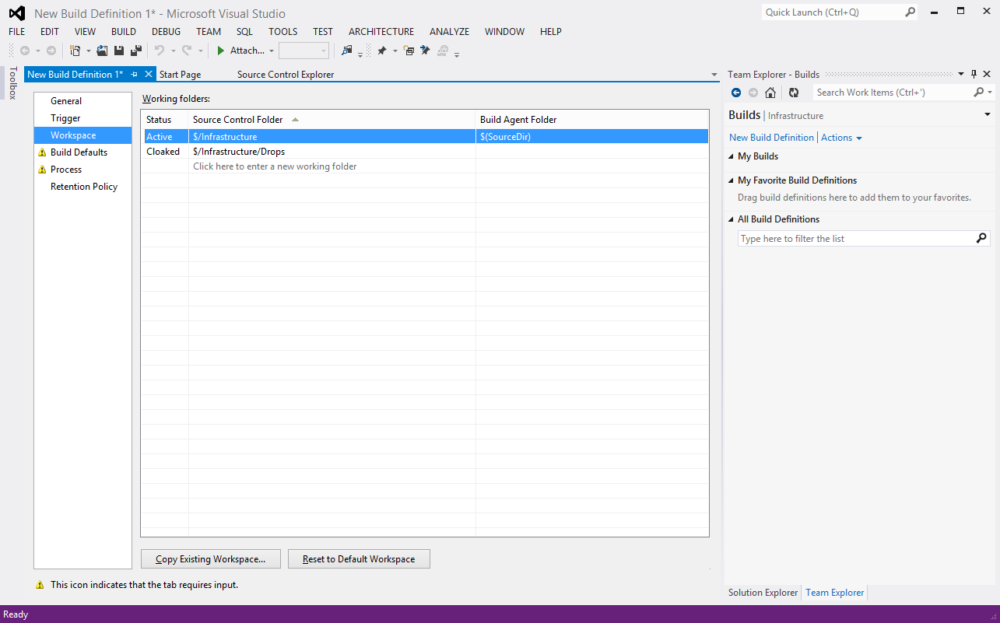 New Build Definition 1* - Microsoft Visual Studio
Quick Launch (Ctrl+Q)
FILE EDIT VIEW BUILD DEBUG TEAM SQL TOOLS TEST ARCHITECTURE ANALYZE WINDOW HELP
Attach...
Toolbox
New Build Definition 1* Start Page Source Control Explorer
General
Trigger
Workspace
Build Defaults
Process
Retention Policy
Working folders:
Status Source Control Folder Build Agent Folder
Active $/Infrastructure $(SourceDir)
Cloaked $/Infrastructure/Drops
Click here to enter a new working folder
Copy Existing Workspace... Reset to Default Workspace
This icon indicates that the tab requires input.
Team Explorer - Builds
Search Work Items (Ctrl+')
Builds | Infrastructure
New Build Definition | Actions
My Builds
My Favorite Build Definitions
Drag build definitions here to add them to your favorites.
All Build Definitions
Type here to filter the list
Solution Explorer Team Explorer
Ready